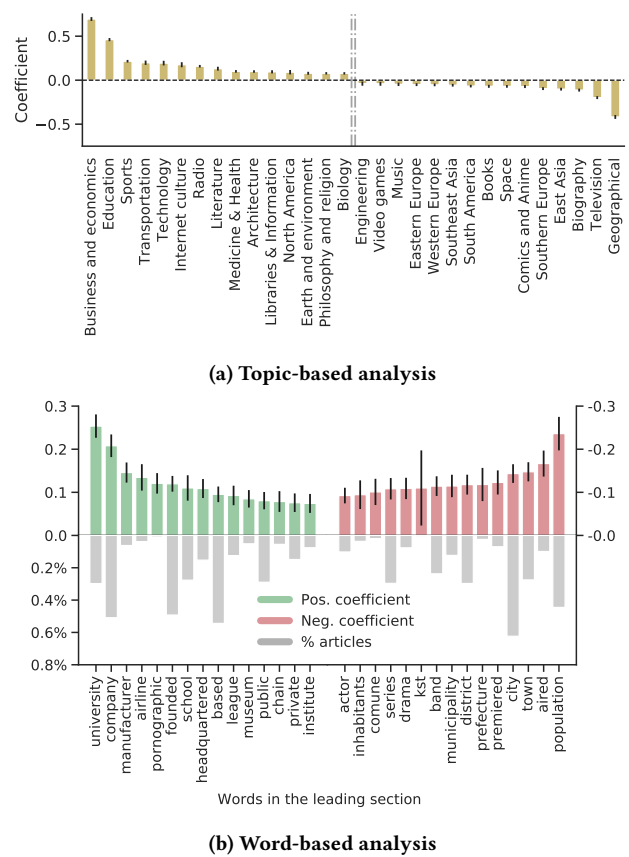 Coefficient
0.5
0.0
−0.5
Business and economics
Education
Sports
Transportation
Technology
Internet culture
Radio
Literature
Medicine & Health
Architecture
Libraries & Information
North America
Earth and environment
Philosophy and religion
Biology
Engineering
Video games
Music
Eastern Europe
Western Europe
Southeast Asia
South America
Books
Space
Comics and Anime
Southern Europe
East Asia
Biography
Television
Geographical
(a) Topic-based analysis
0.3
0.2
0.1
0.0
0.2%
0.4%
0.6%
0.8%
-0.3
-0.2
-0.1
-0.0
Pos. coefficient
Neg. coefficient
% articles
university
company
manufacturer
airline
pornographic
founded
school
headquartered
based
league
museum
public
chain
private
institute
actor
inhabitants
comune
series
drama
kst
band
municipality
district
prefecture
premiered
city
town
aired
population
Words in the leading section
(b) Word-based analysis